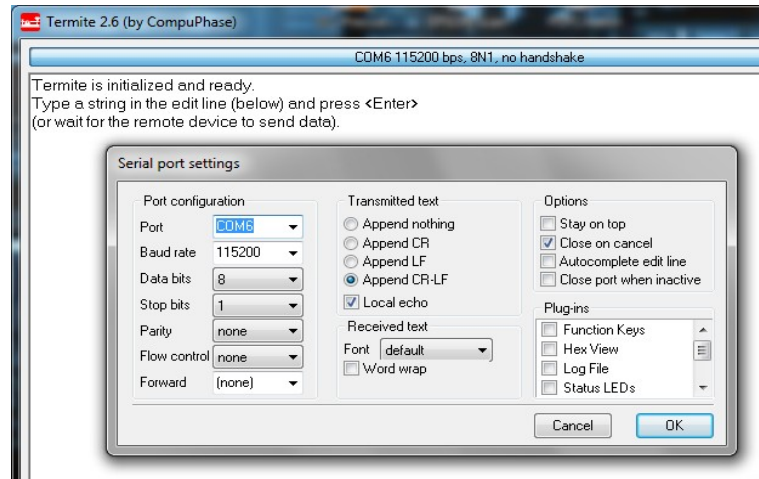 Termite 2.6 (by CompuPhase)
COM6 115200 bps, 8N1, no handshake
Termite is initialized and ready.
Type a string in the edit line (below) and press <Enter>
(or wait for the remote device to send data).
Serial port settings
Port configuration
Port COM6
Baud rate 115200
Data bits 8
Stop bits 1
Parity none
Flow control none
Forward (none)
Transmitted text
Append nothing
Append CR
Append LF
Append CR-LF
Local echo
Received text
Font default
Word wrap
Options
Stay on top
Close on cancel
Autocomplete edit line
Close port when inactive
Plug-ins
Function Keys
Hex View
Log File
Status LEDs
Cancel
OK